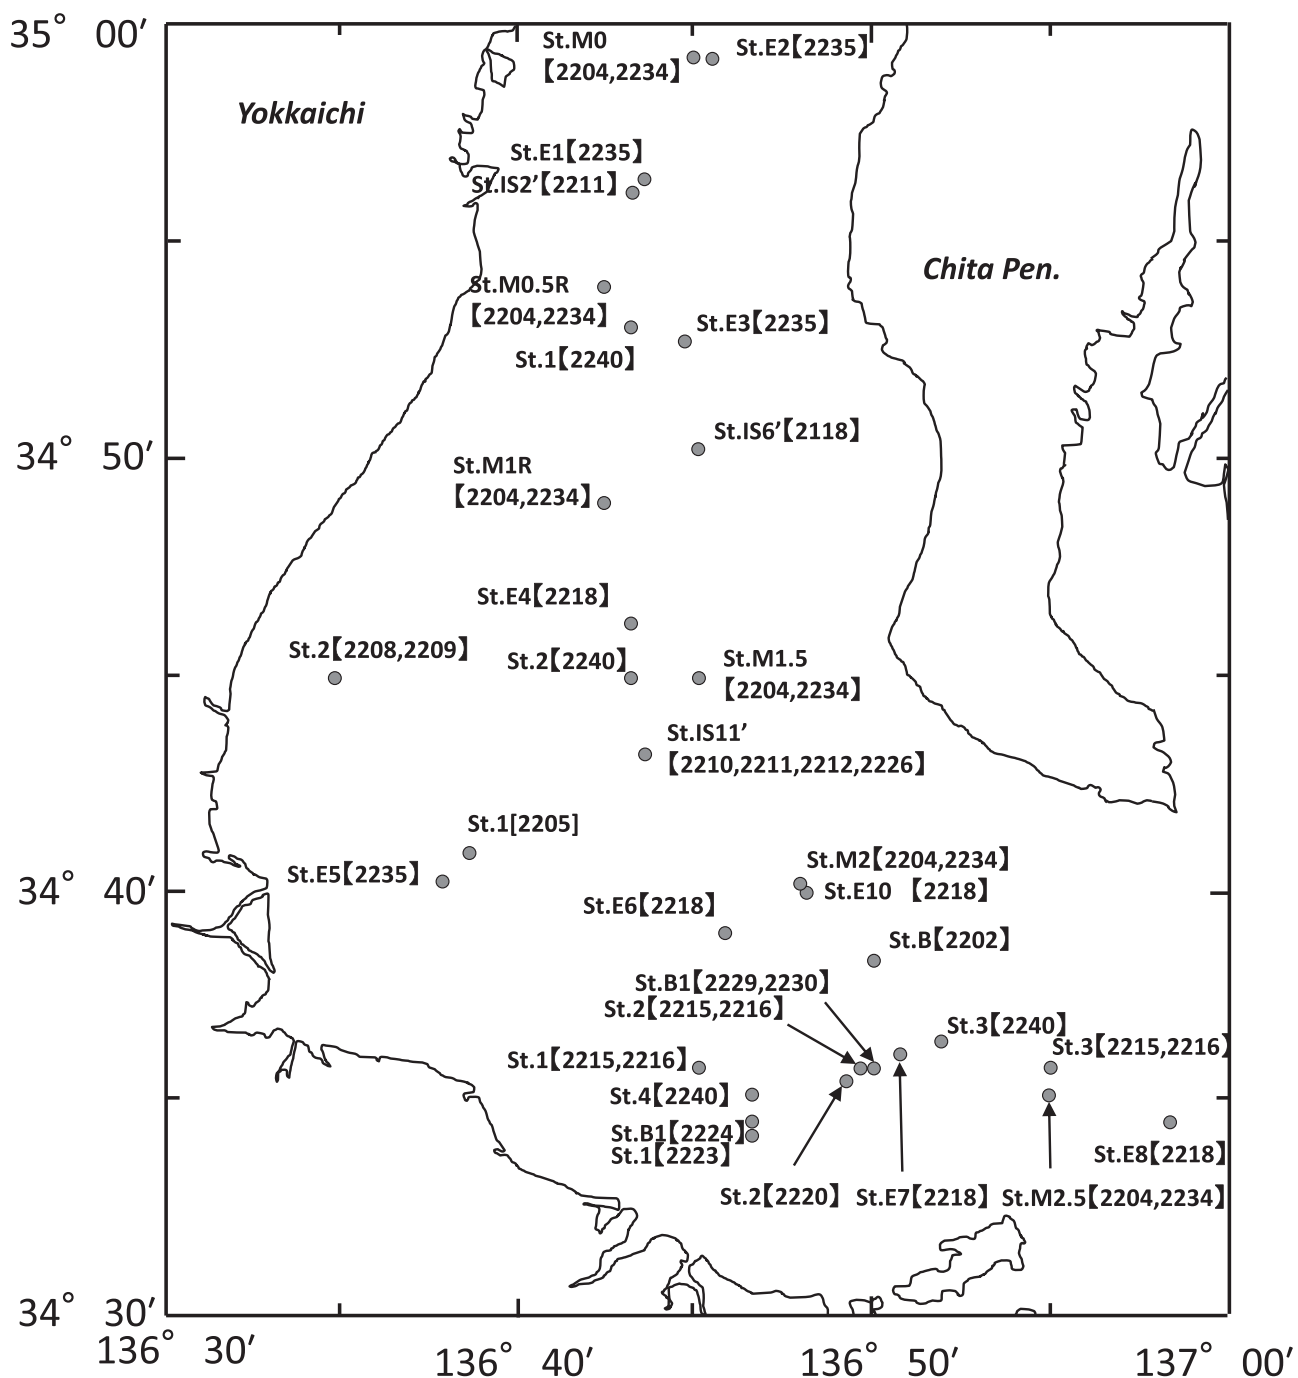 35° 00′
St.M0
【2204,2234】
St.E2【2235】
Yokkaichi
St.E1【2235】
St.IS2’【2211】
Chita Pen.
St.M0.5R
【2204,2234】
St.E3【2235】
St.1【2240】
St.IS6’【2118】
34° 50′
St.M1R
【2204,2234】
St.E4【2218】
St.2【2208,2209】
St.2【2240】
St.M1.5
【2204,2234】
St.IS11’
【2210,2211,2212,2226】
St.1[2205]
St.E5【2235】
St.M2【2204,2234】
34° 40′
St.E10 【2218】
St.E6【2218】
St.B【2202】
St.B1【2229,2230】
St.2【2215,2216】
St.3【2240】
St.3【2215,2216】
St.1【2215,2216】
St.4【2240】
St.B1【2224】
St.1【2223】
St.E8【2218】
St.2【2220】
St.E7【2218】
St.M2.5【2204,2234】
34° 30′
136° 30′
136° 40′
136° 50′
137° 00′